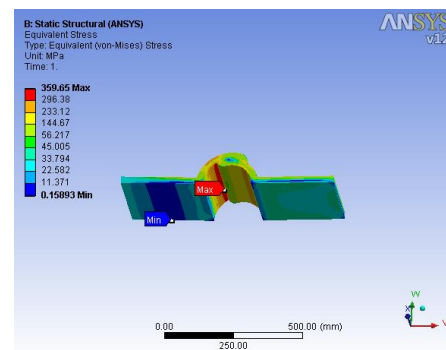 B: Static Structural (ANSYS)
Equivalent Stress
Type: Equivalent (von-Mises) Stress
Unit: MPa
Time: 1.
ANSYS
v12
359.65 Max
296.38
233.12
144.67
56.217
45.005
33.794
22.582
11.371
0.15893 Min
Max
Min
0.00
500.00 (mm)
250.00